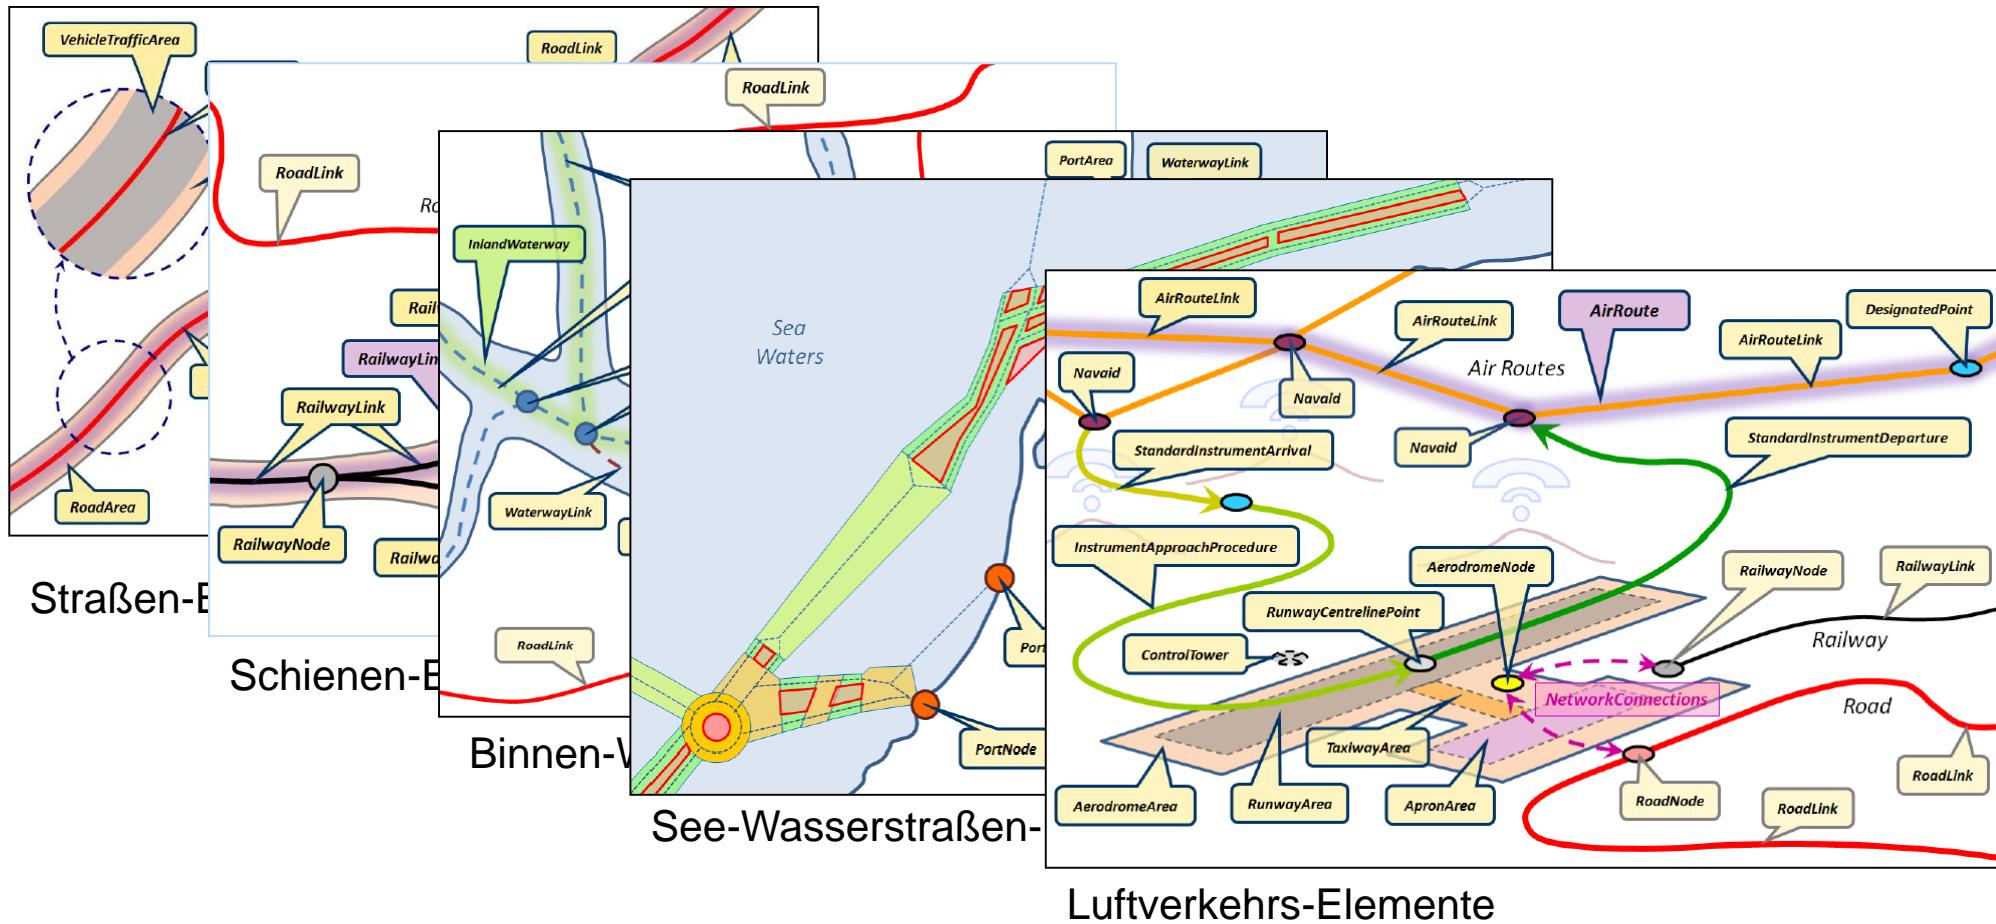 VehicleTrafficArea
RoadLink
RoadArea
Straßen-E
RoadLink
RoadLink
RailwayLink
RailwayNode
Schienen-E
PortArea
WaterwayLink
InlandWaterway
WaterwayLink
RoadLink
Binnen-W
Sea
Waters
PortNode
See-Wasserstraßen-
AirRouteLink
AirRouteLink
AirRoute
AirRouteLink
DesignatedPoint
Navaid
Navaid
Air Routes
Navaid
StandardInstrumentArrival
StandardInstrumentDeparture
InstrumentApproachProcedure
AerodromeNode
RailwayNode
RailwayLink
RunwayCentrelinePoint
ControlTower
Railway
NetworkConnections
Road
TaxiwayArea
RoadLink
AerodromeArea
RunwayArea
ApronArea
RoadNode
RoadLink
Luftverkehrs-Elemente